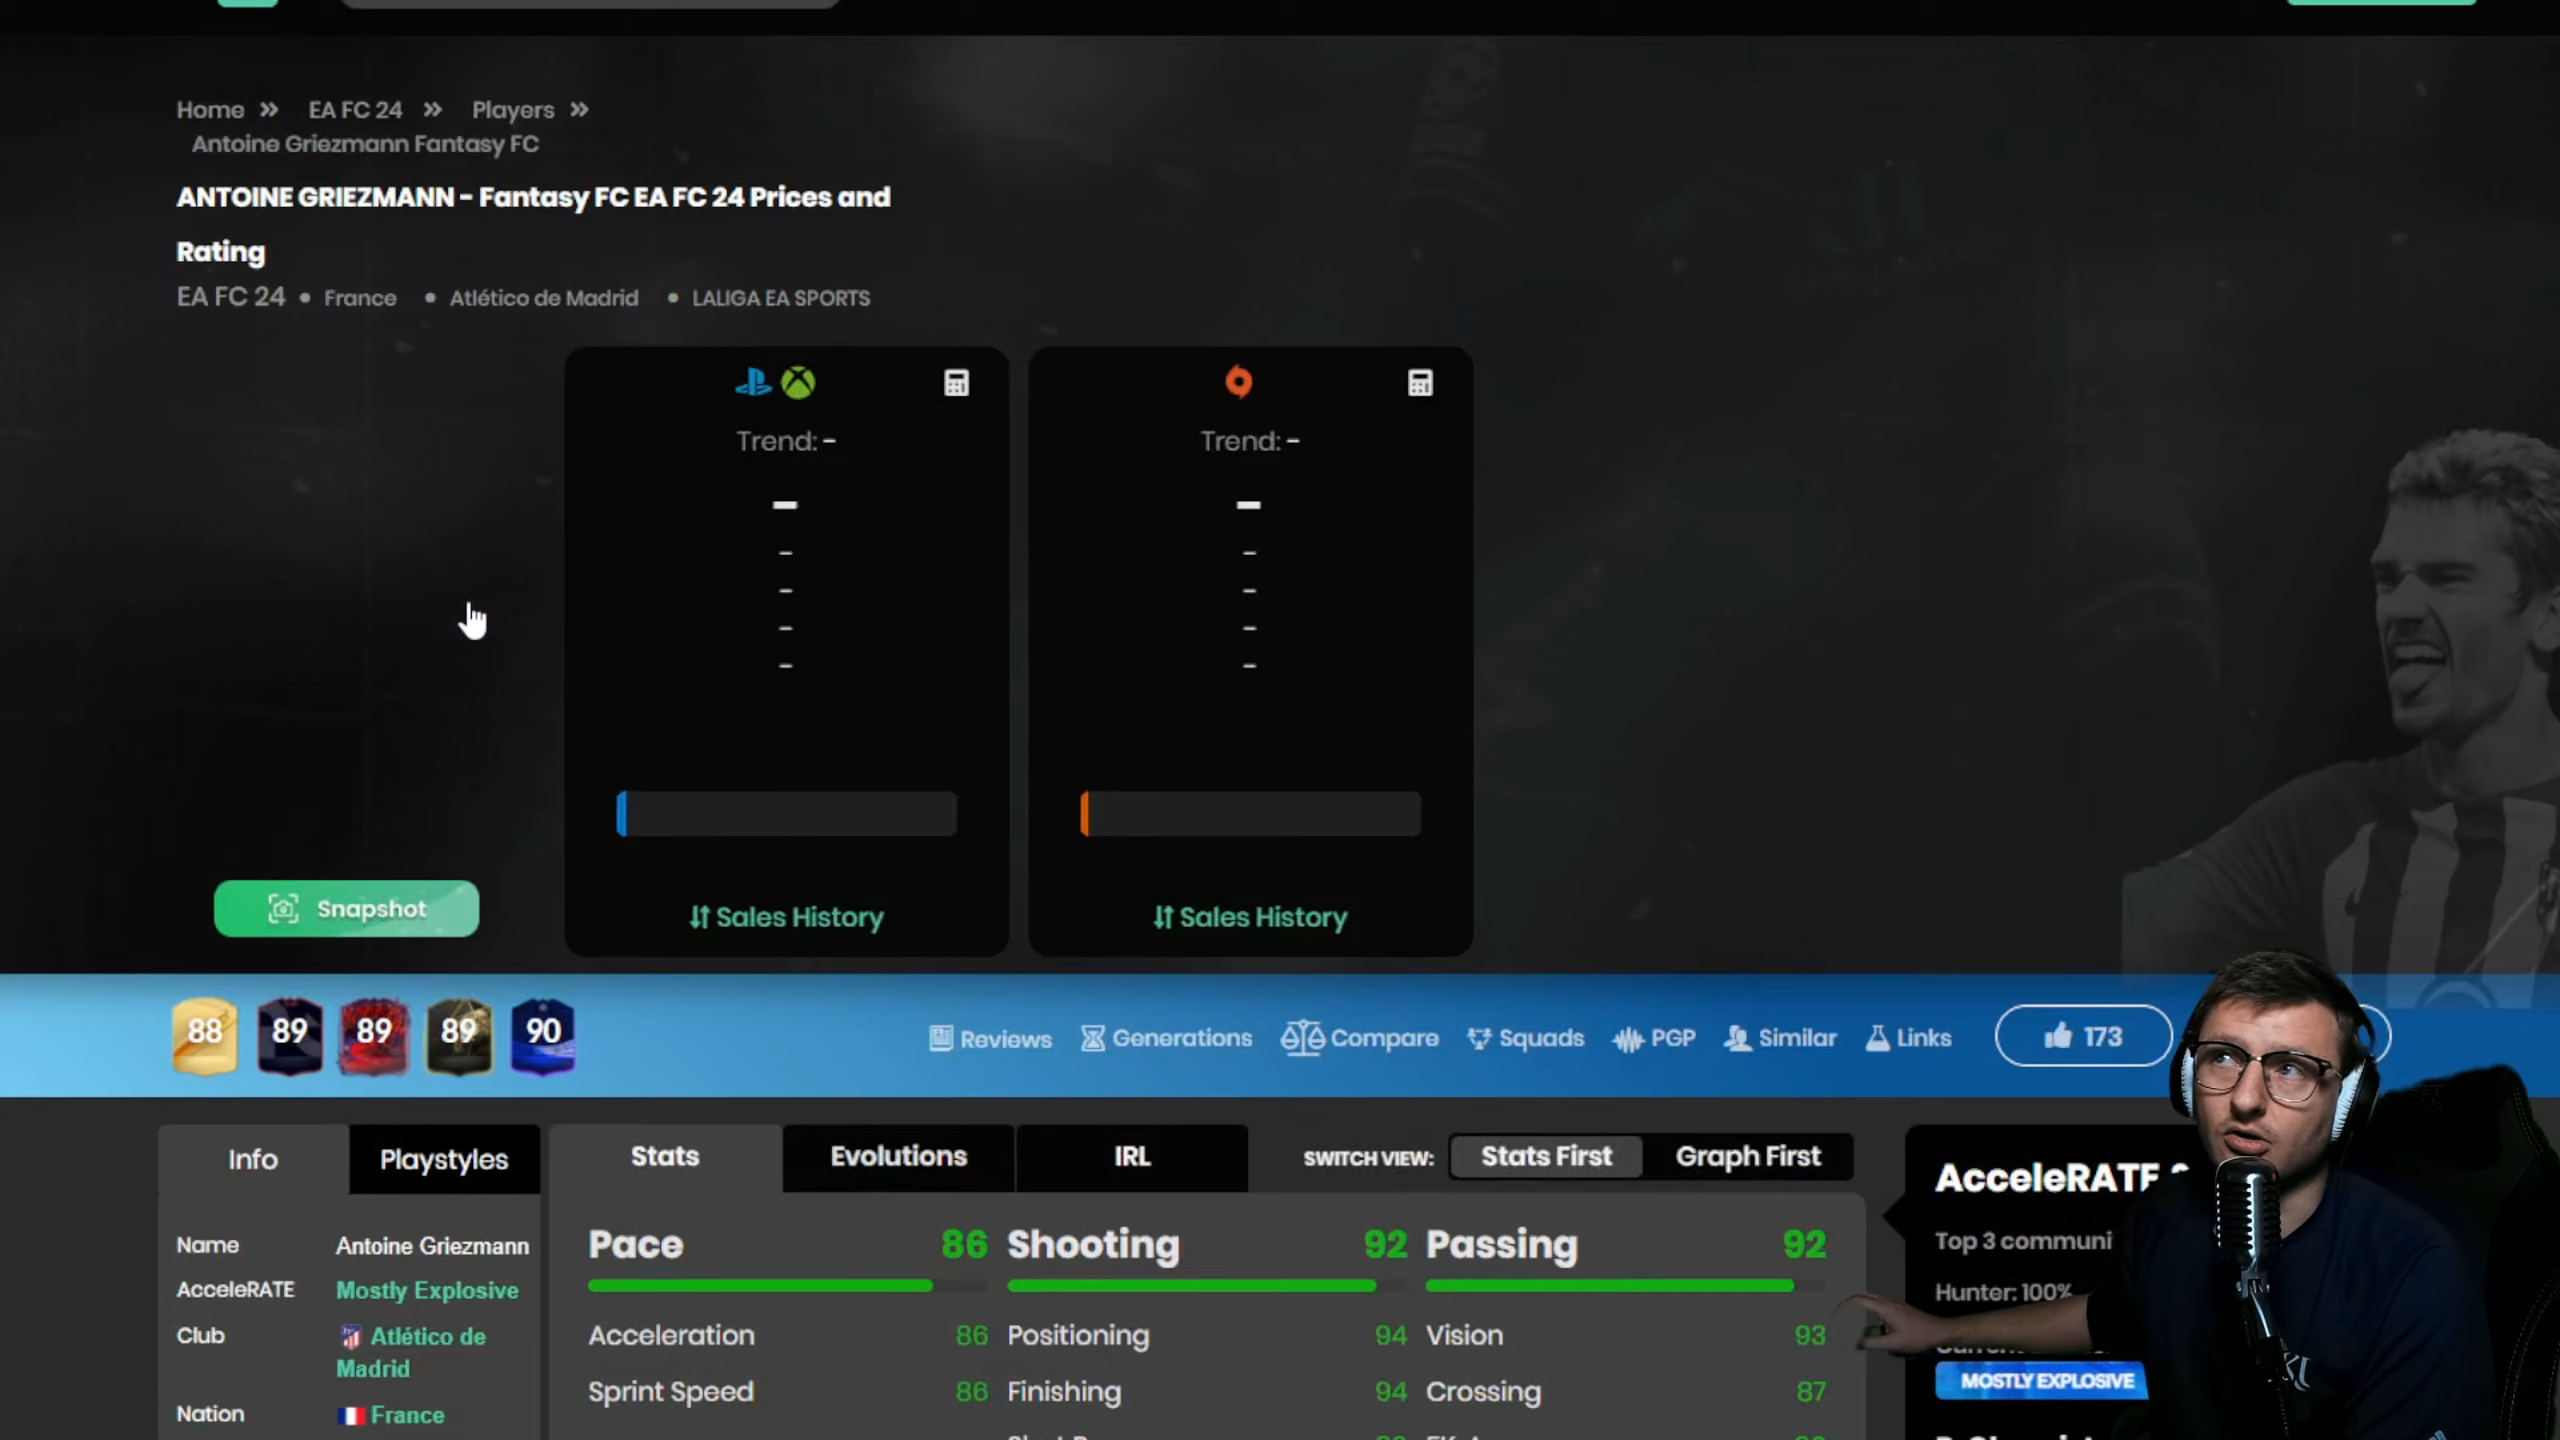 Home » EA FC 24 » Players »
Antoine Griezmann Fantasy FC
ANTOINE GRIEZMANN - Fantasy FC EA FC 24 Prices and
Rating
EA FC 24 • France • Atlético de Madrid • LALIGA EA SPORTS
Trend: -
-
-
-
-
-
Sales History
Trend: -
-
-
-
-
-
Sales History
Snapshot
88 89 89 89 90
Reviews Generations Compare Squads PGP Similar Links 173
Info Playstyles
Name Antoine Griezmann
AcceleRATE Mostly Explosive
Club Atlético de
Madrid
Nation France
Stats Evolutions IRL SWITCH VIEW: Stats First Graph First
Pace 86 Shooting 92 Passing 92
Acceleration 86 Positioning 94 Vision 93
Sprint Speed 86 Finishing 94 Crossing 87
AcceleRATE
Top 3
Hunter: 100%
MOSTLY EXPLOSIVE